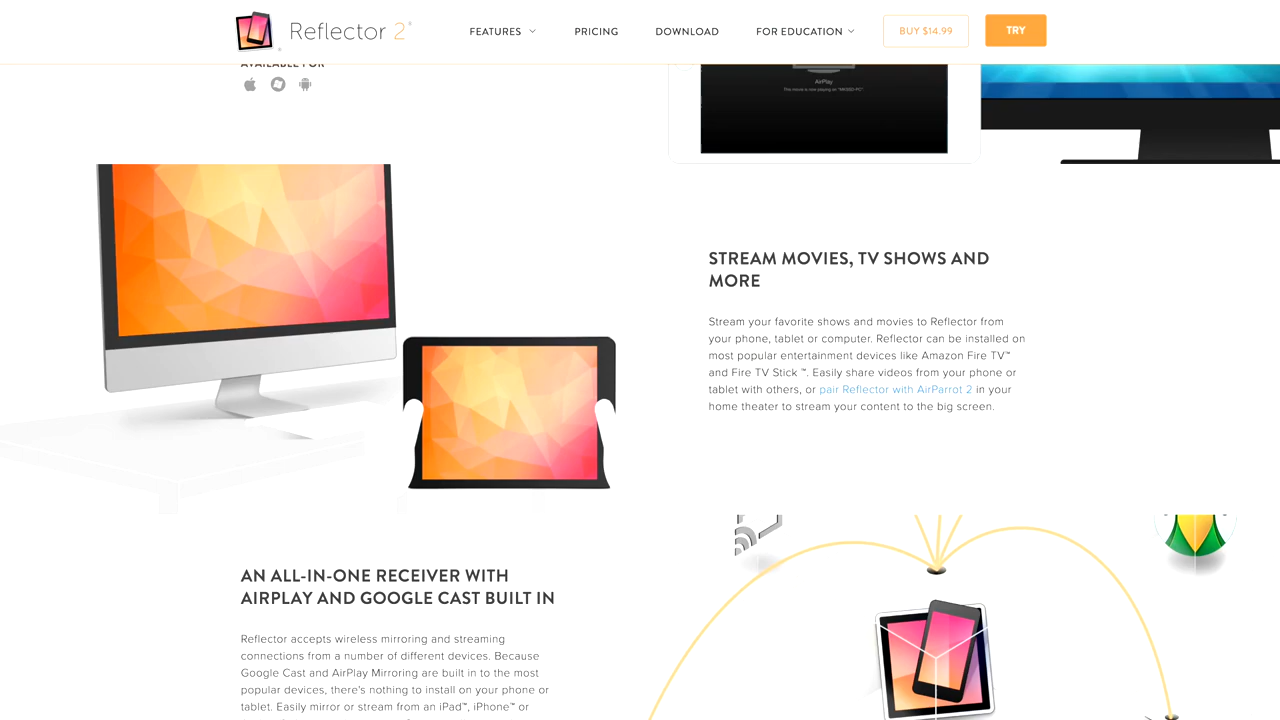 Reflector 2
FEATURES
PRICING
DOWNLOAD
FOR EDUCATION
BUY $14.99
TRY
AVAILABLE FOR
AirPlay
STREAM MOVIES, TV SHOWS AND
MORE
Stream your favorite shows and movies to Reflector from
your phone, tablet or computer. Reflector can be installed on
most popular entertainment devices like Amazon Fire TV™
and Fire TV Stick ™. Easily share videos from your phone or
tablet with others, or pair Reflector with AirParrot 2 in your
home theater to stream your content to the big screen.
AN ALL-IN-ONE RECEIVER WITH
AIRPLAY AND GOOGLE CAST BUILT IN
Reflector accepts wireless mirroring and streaming
connections from a number of different devices. Because
Google Cast and AirPlay Mirroring are built in to the most
popular devices, there's nothing to install on your phone or
tablet. Easily mirror or stream from an iPad™, iPhone™ or